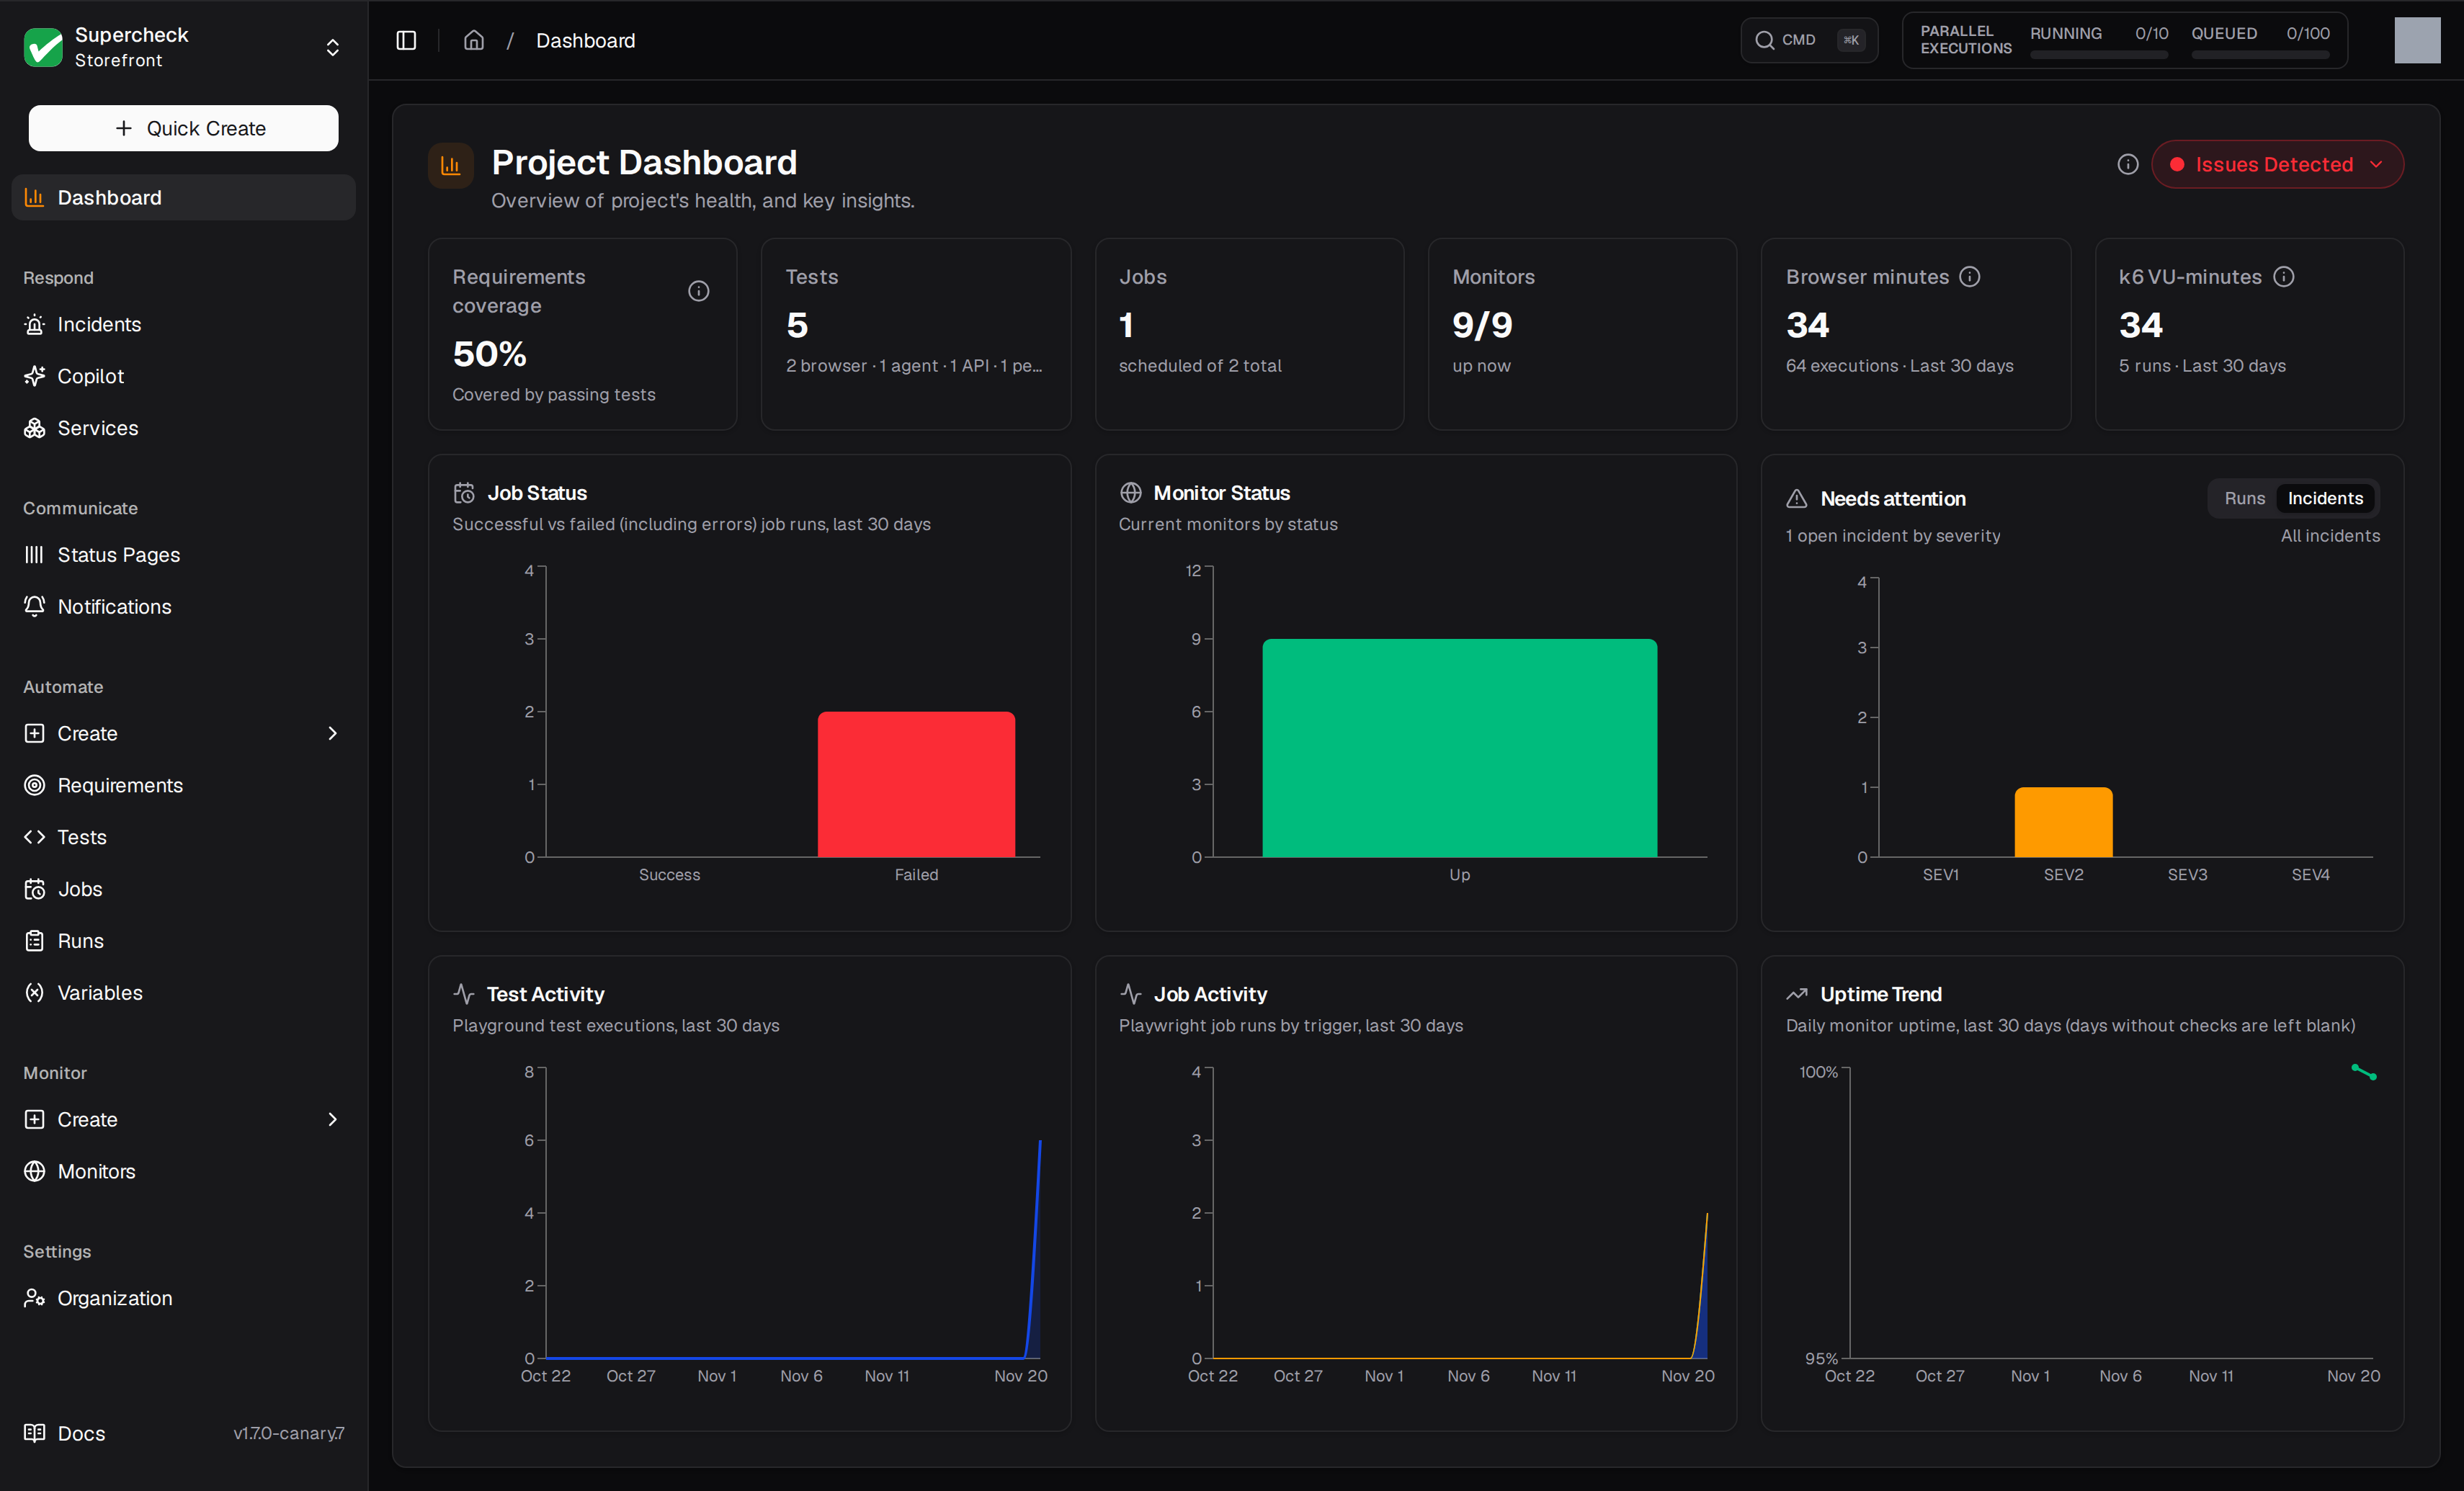 Supercheck
Storefront
Quick Create
Dashboard
Respond
Incidents
Copilot
Services
Communicate
Status Pages
Notifications
Automate
Create
Requirements
Tests
Jobs
Runs
Variables
Monitor
Create
Monitors
Settings
Organization
Docs
v1.7.0-canary.7
/ Dashboard
CMD ⌘K
PARALLEL
EXECUTIONS
RUNNING 0/10
QUEUED 0/100
Project Dashboard
Overview of project's health, and key insights.
Issues Detected
Requirements
coverage
50%
Covered by passing tests
Tests
5
2 browser · 1 agent · 1 API · 1 pe...
Jobs
1
scheduled of 2 total
Monitors
9/9
up now
Browser minutes
34
64 executions · Last 30 days
k6 VU-minutes
34
5 runs · Last 30 days
Job Status
Successful vs failed (including errors) job runs, last 30 days
4
3
2
1
0
Success Failed
Monitor Status
Current monitors by status
12
9
6
3
0
Up
Needs attention
Runs Incidents
1 open incident by severity
All incidents
4
3
2
1
0
SEV1 SEV2 SEV3 SEV4
Test Activity
Playground test executions, last 30 days
8
6
4
2
0
Oct 22 Oct 27 Nov 1 Nov 6 Nov 11 Nov 20
Job Activity
Playwright job runs by trigger, last 30 days
4
3
2
1
0
Oct 22 Oct 27 Nov 1 Nov 6 Nov 11 Nov 20
Uptime Trend
Daily monitor uptime, last 30 days (days without checks are left blank)
100%
95%
Oct 22 Oct 27 Nov 1 Nov 6 Nov 11 Nov 20